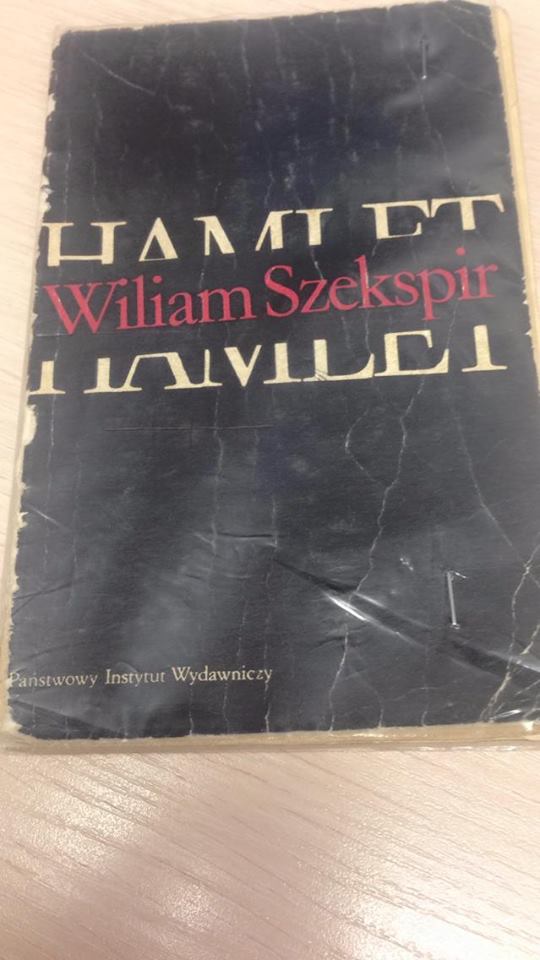 HAMLET
Wiliam Szekspir
HAMLET
Państwowy Instytut Wydawniczy